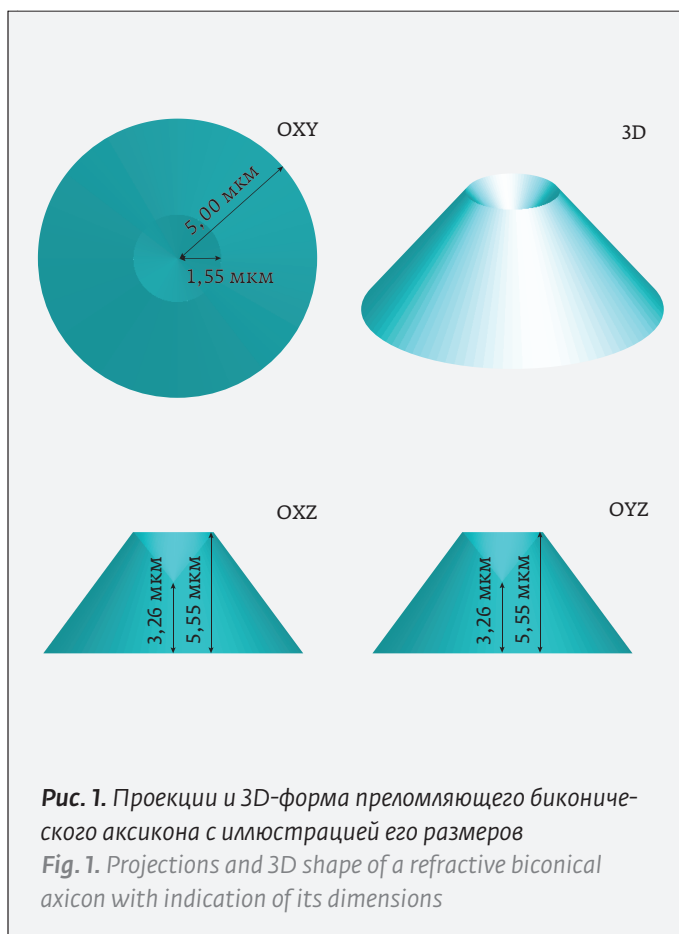 OXY
3D
5,00 МКМ
1,55 МКМ
OXZ
OYZ
3,26 МКМ
5,55 МКМ
3,26 МКМ
5,55 МКМ
Рис. 1. Проекции и 3D-форма преломляющего бикониче-
ского аксикона с иллюстрацией его размеров
Fig. 1. Projections and 3D shape of a refractive biconical
axicon with indication of its dimensions